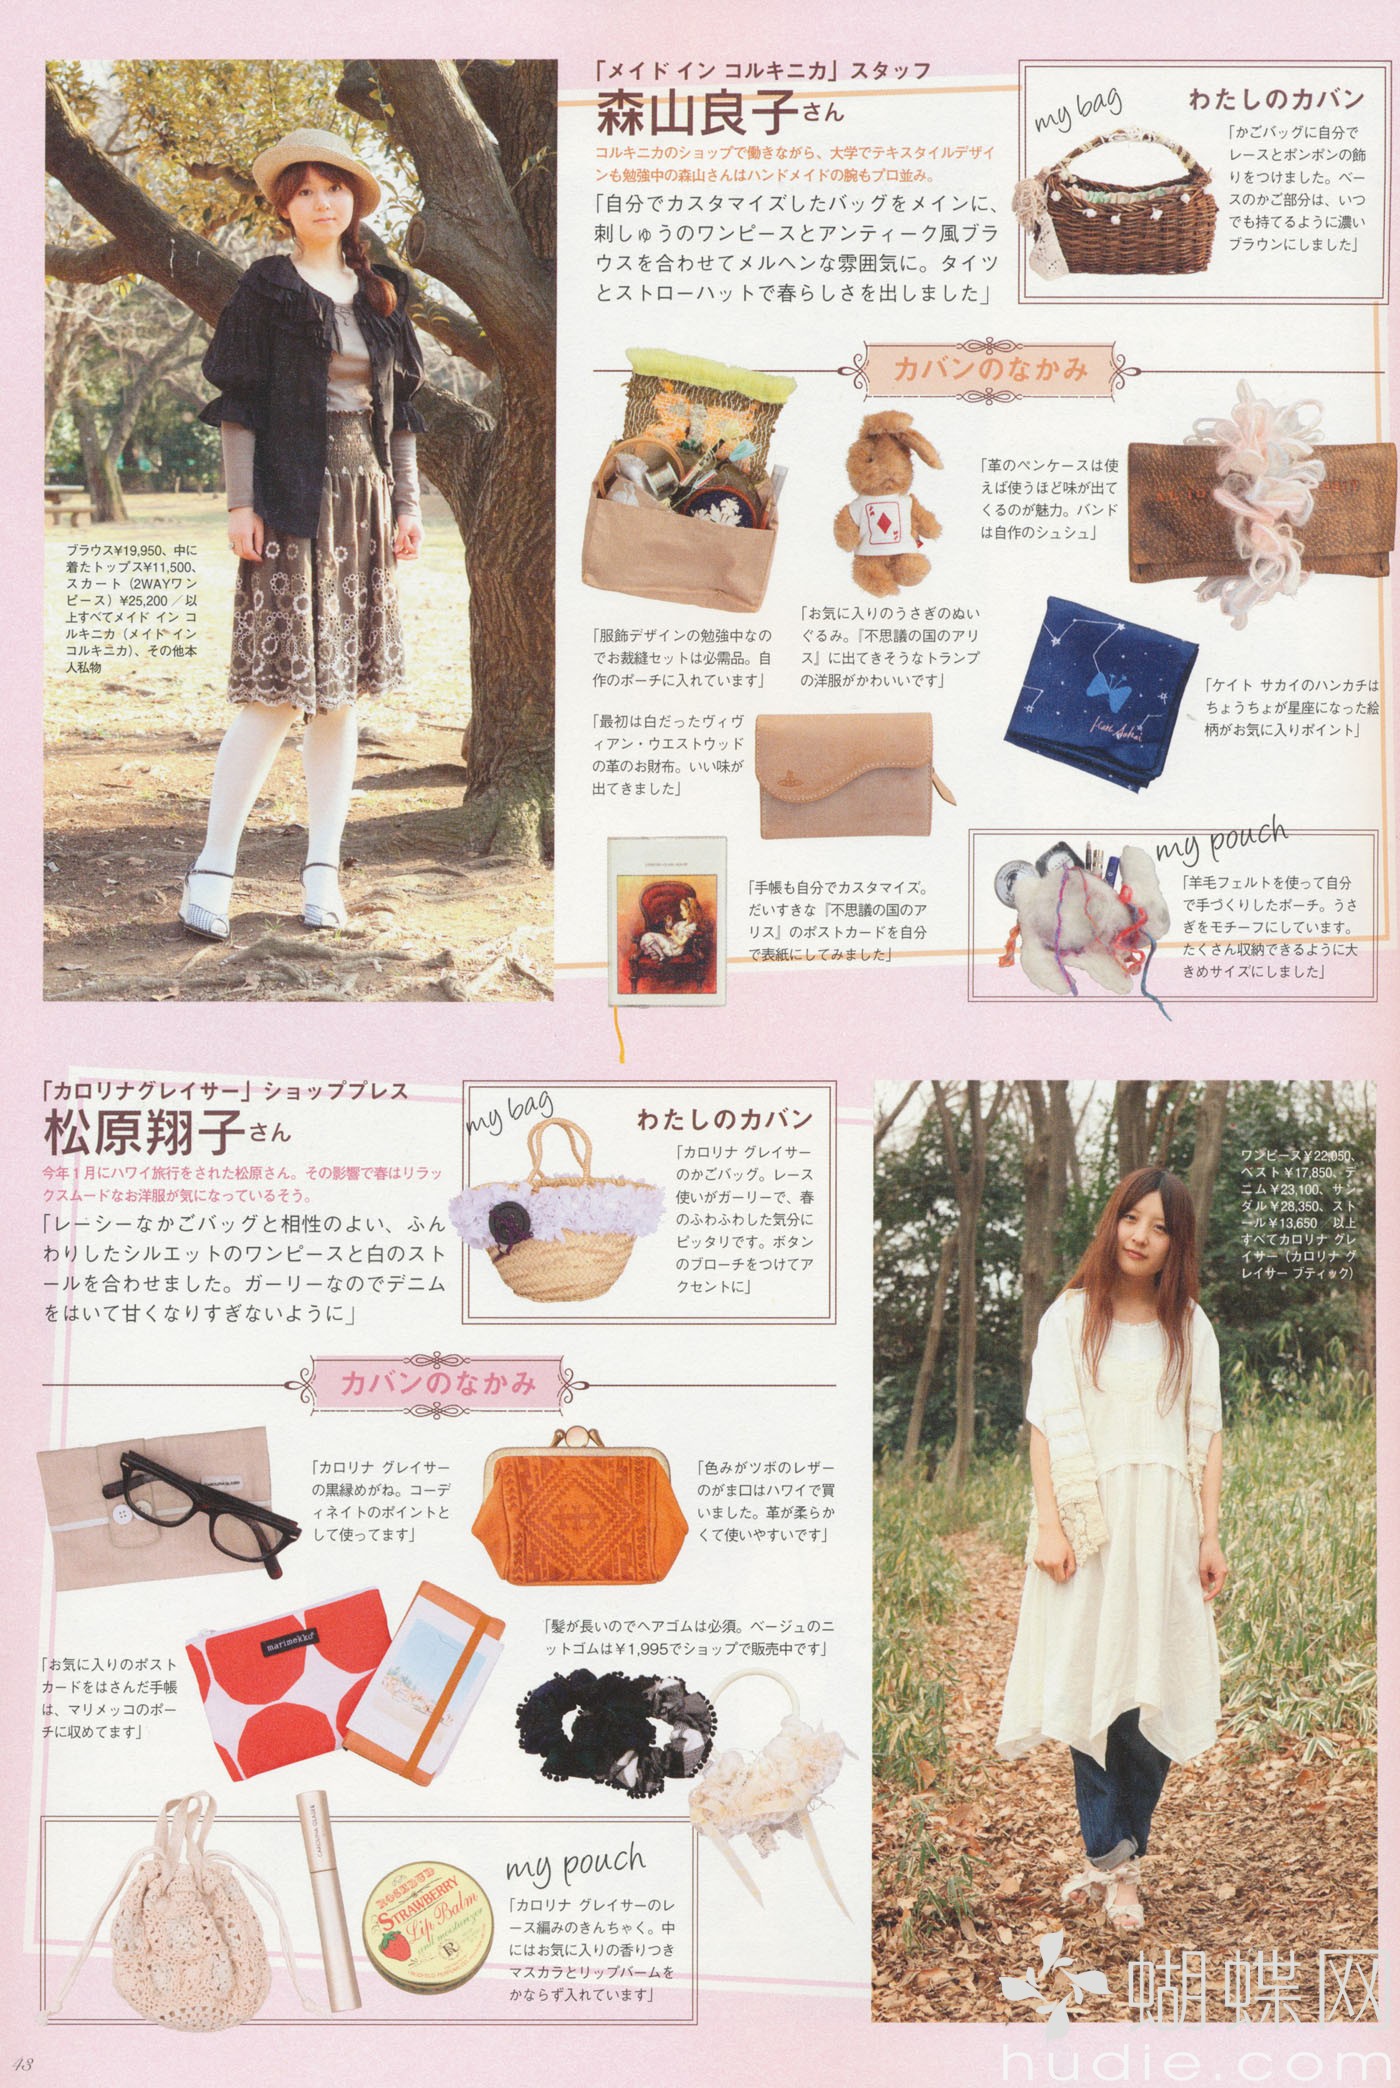 「メイド イン コルキニカ」スタッフ
森山良子さん
コルキニカのショップで働きながら、大学でテキスタイルデザイ
ンも勉強中の森山さんはハンドメイドの腕もプロ並み。
「自分でカスタマイズしたバッグをメインに、
刺しゅうのワンピースとアンティーク風ブラ
ウスを合わせてメルヘンな雰囲気に。タイツ
とストローハットで春らしさを出しました」
my bag
わたしのカバン
「かごバッグに自分で
レースとポンポンの飾
りをつけました。ベー
スのかご部分は、いつ
でも持てるように濃い
ブラウンにしました」
カバンのなかみ
「革のペンケースは使
えば使うほど味が出て
くるのが魅力。バンド
は自作のシュシュ」
ブラウス¥19,950、中に
着たトップス¥11,500、
スカート（2WAYワン
ピース）¥25,200／以
上すべてメイド イン コ
ルキニカ（メイド イン
コルキニカ）、その他本
人私物
「服飾デザインの勉強中なの
でお裁縫セットは必需品。自
作のポーチに入れています」
「お気に入りのうさぎのぬい
ぐるみ。『不思議の国のアリ
ス』に出てきそうなトランプ
の洋服がかわいいです」
Kate Sakai
「ケイト サカイのハンカチは
ちょうちょが星座になった絵
柄がお気に入りポイント」
「最初は白だったヴィヴ
ィアン・ウエストウッド
の革のお財布。いい味が
出てきました」
「手帳も自分でカスタマイズ。
だいすきな『不思議の国のア
リス』のポストカードを自分
で表紙にしてみました」
my pouch
「羊毛フェルトを使って自分
で手づくりしたポーチ。うさ
ぎをモチーフにしています。
たくさん収納できるように大
きめサイズにしました」
「カロリナグレイサー」ショッププレス
松原翔子さん
今年1月にハワイ旅行をされた松原さん。その影響で春はリラッ
クスムードなお洋服が気になっているそう。
「レーシーなかごバッグと相性のよい、ふん
わりしたシルエットのワンピースと白のスト
ールを合わせました。ガーリーなのでデニム
をはいて甘くなりすぎないように」
my bag
わたしのカバン
「カロリナ グレイサー
のかごバッグ。レース
使いがガーリーで、春
のふわふわした気分に
ピッタリです。ボタン
のブローチをつけてア
クセントに」
ワンピース¥22,050、
ベスト¥17,850、デ
ニム¥23,100、サン
ダル¥28,350、スト
ール¥13,650／以上
すべてカロリナ グレ
イサー（カロリナ グ
レイサー ブティック）
カバンのなかみ
「カロリナ グレイサー
の黒縁めがね。コーデ
ィネイトのポイントと
して使ってます」
「色みがツボのレザー
のがま口はハワイで買
いました。革が柔らか
くて使いやすいです」
marimekko
「お気に入りのポスト
カードをはさんだ手帳
は、マリメッコのポー
チに収めてます」
「髪が長いのでヘアゴムは必須。ベージュのニ
ットゴムは¥1,995でショップで販売中です」
CAROLINA GLASER
ROSEBUD
STRAWBERRY
Lip Balm
and moisturizer
my pouch
「カロリナ グレイサーのレ
ース編みのきんちゃく。中
にはお気に入りの香りつき
マスカラとリップバームを
かならず入れています」
43
蝴蝶网
hudie.com